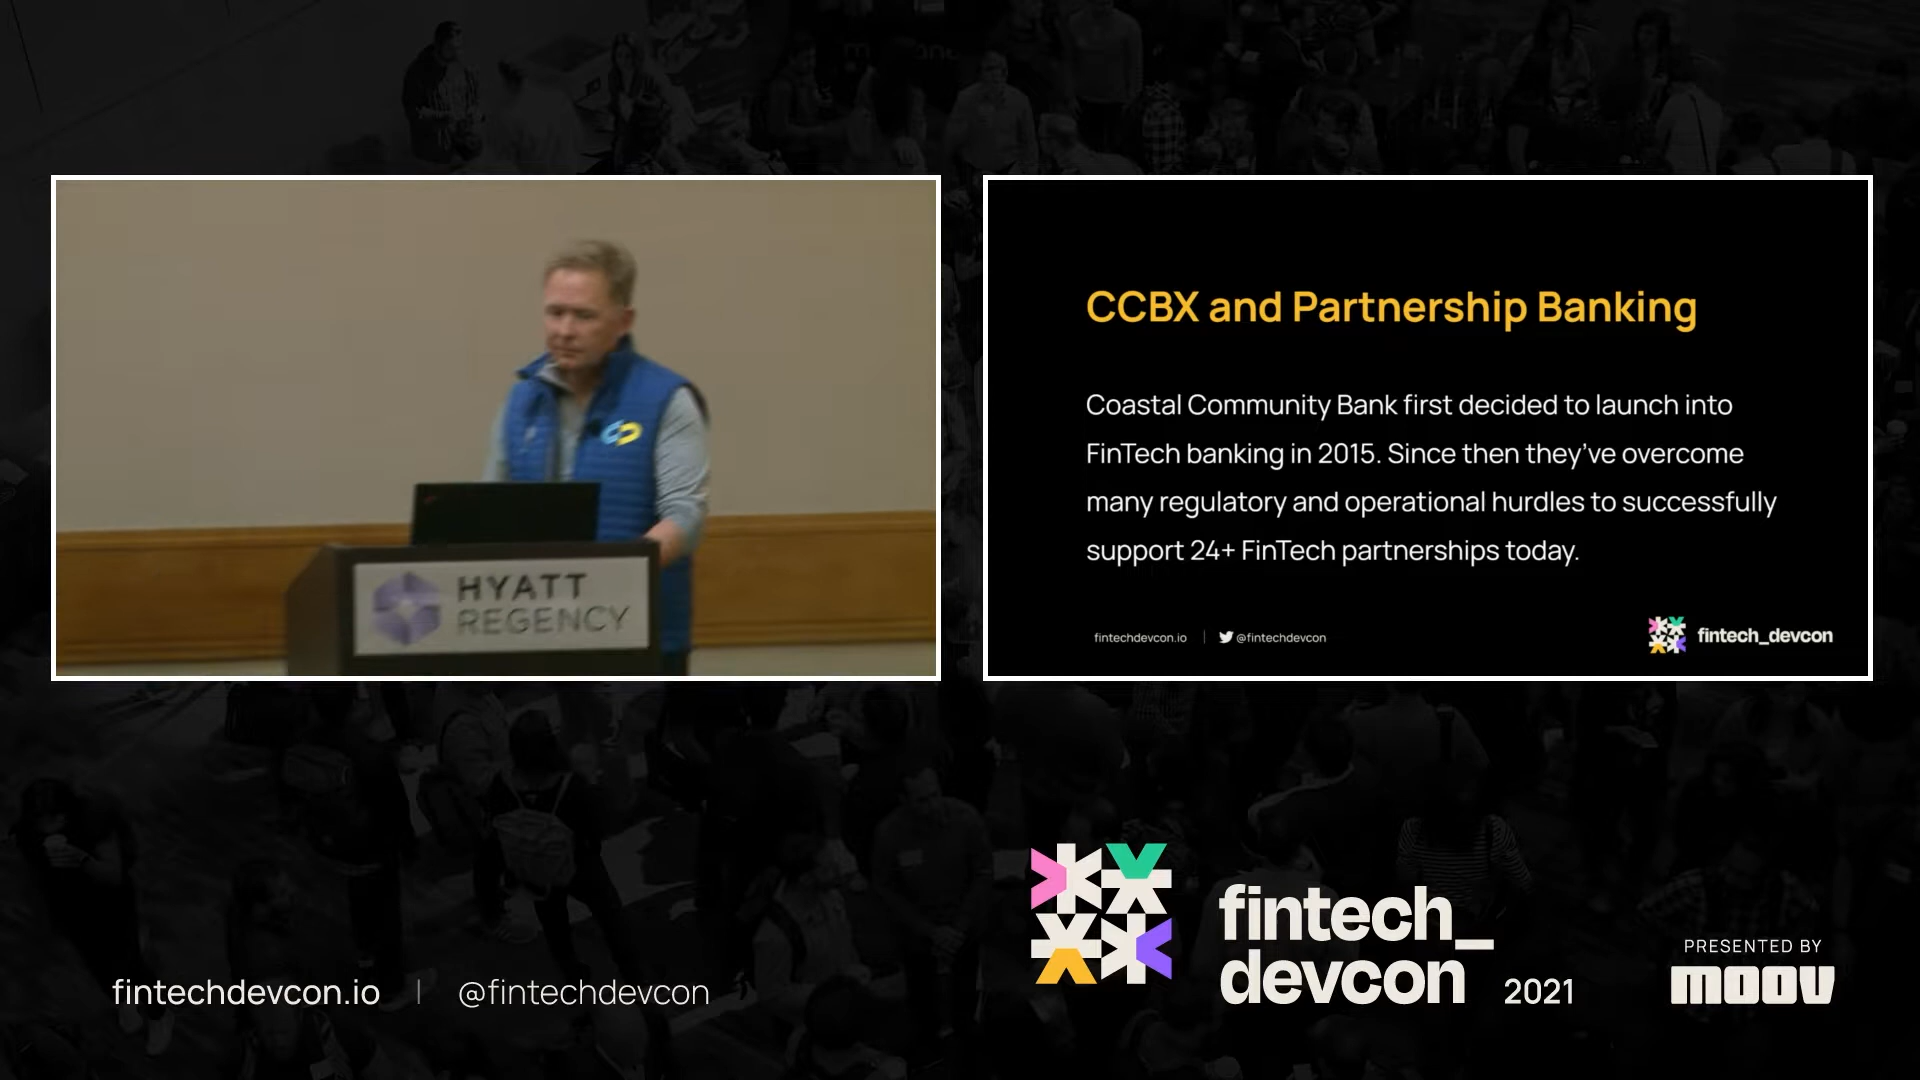 HYATT
REGENCY
CCBX and Partnership Banking
Coastal Community Bank first decided to launch into
FinTech banking in 2015. Since then they've overcome
many regulatory and operational hurdles to successfully
support 24+ FinTech partnerships today.
fintechdevcon.io | @fintechdevcon
fintech_devcon
fintechdevcon.io | @fintechdevcon
fintech_
devcon 2021
PRESENTED BY
moov